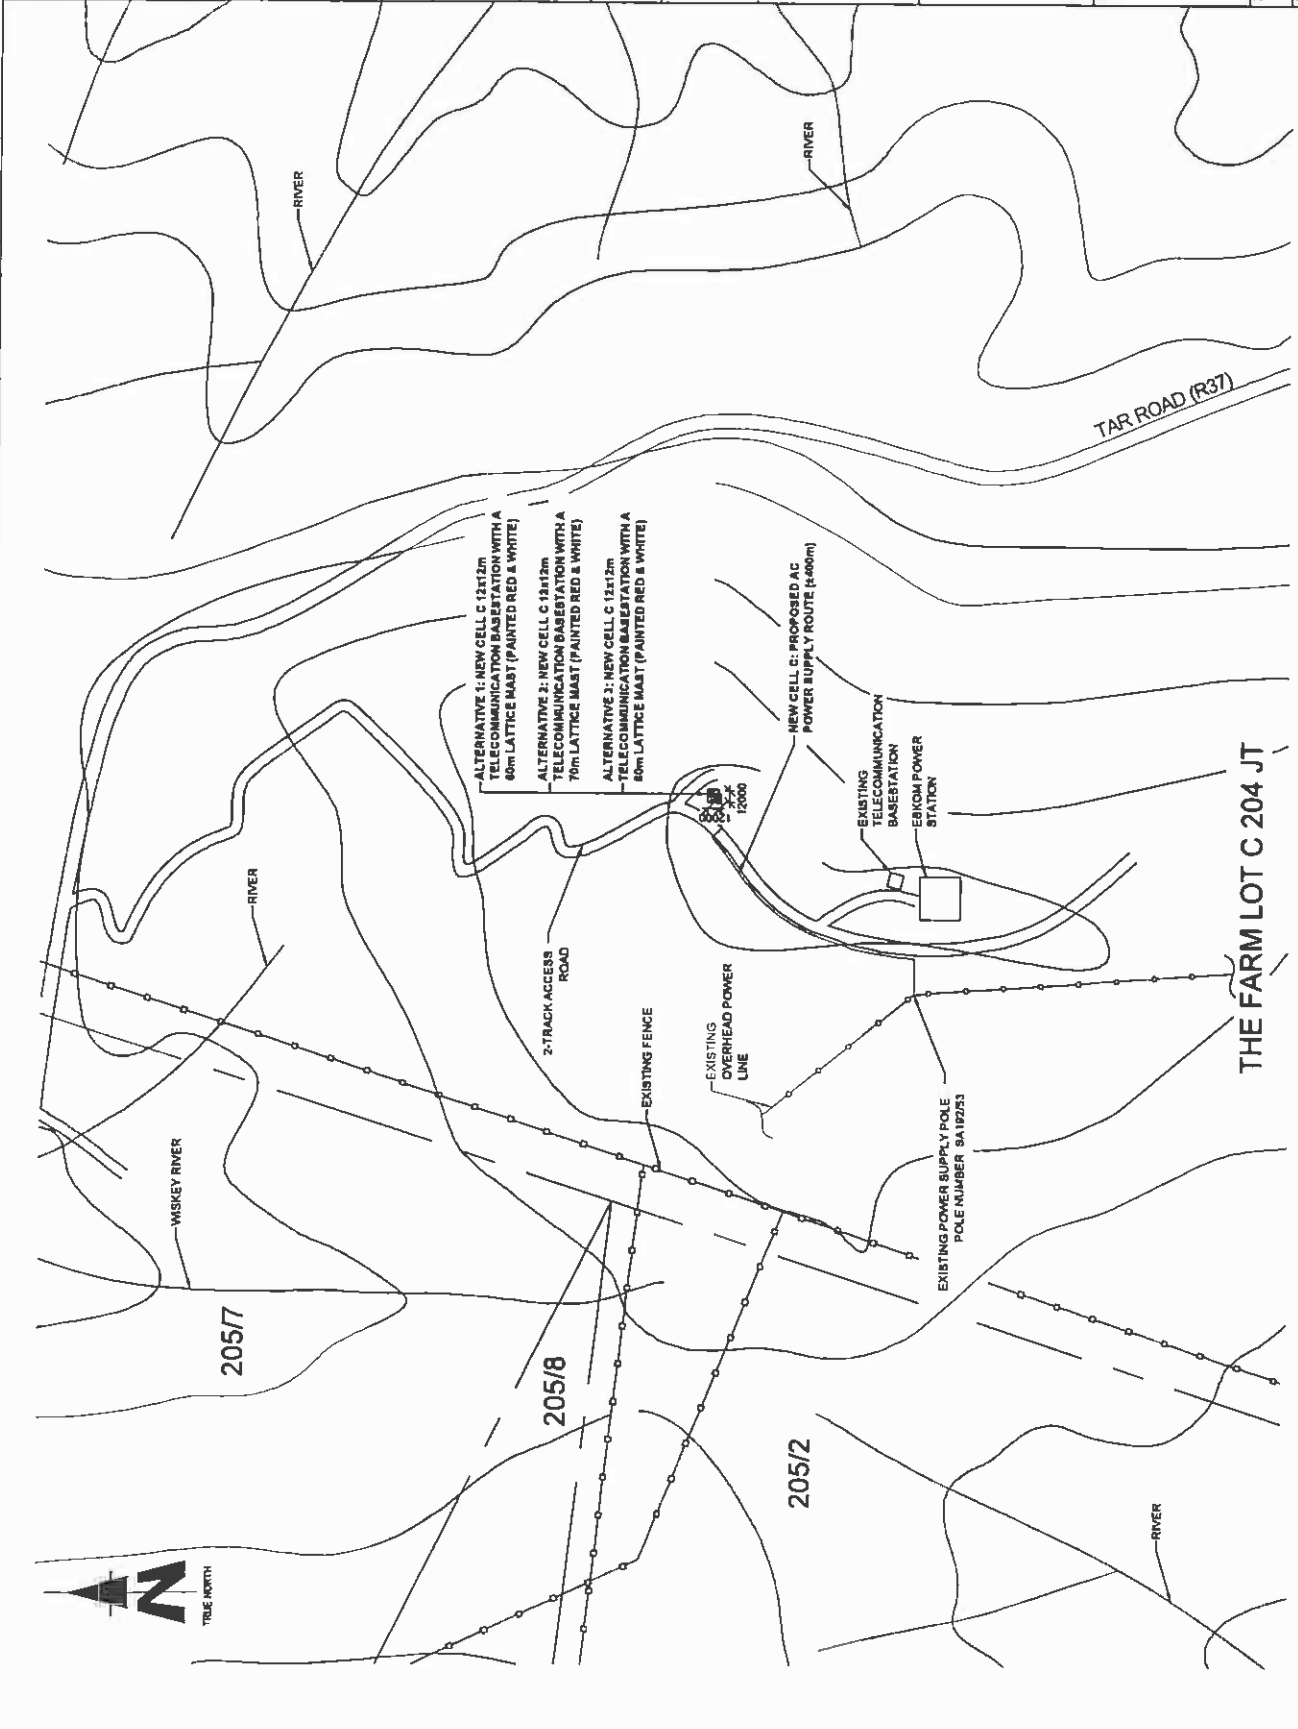 WISKEY RIVER
TRUE NORTH
205/7
RIVER
RIVER
ALTERNATIVE 1: NEW CELL C 12x12m
TELECOMMUNICATION BASESTATION WITH A
60m LATTICE MAST (PAINTED RED & WHITE)
ALTERNATIVE 2: NEW CELL C 12x12m
TELECOMMUNICATION BASESTATION WITH A
70m LATTICE MAST (PAINTED RED & WHITE)
ALTERNATIVE 3: NEW CELL C 12x12m
TELECOMMUNICATION BASESTATION WITH A
80m LATTICE MAST (PAINTED RED & WHITE)
205/8
2-TRACK ACCESS
ROAD
EXISTING FENCE
EXISTING
OVERHEAD POWER
LINE
12000
12000
205/2
NEW CELL C: PROPOSED AC
POWER SUPPLY ROUTE (±400m)
RIVER
EXISTING
TELECOMMUNICATION
BASESTATION
ESKOM POWER
STATION
EXISTING POWER SUPPLY POLE
POLE NUMBER SA192/53
TAR ROAD (R37)
RIVER
THE FARM LOT C 204 JT